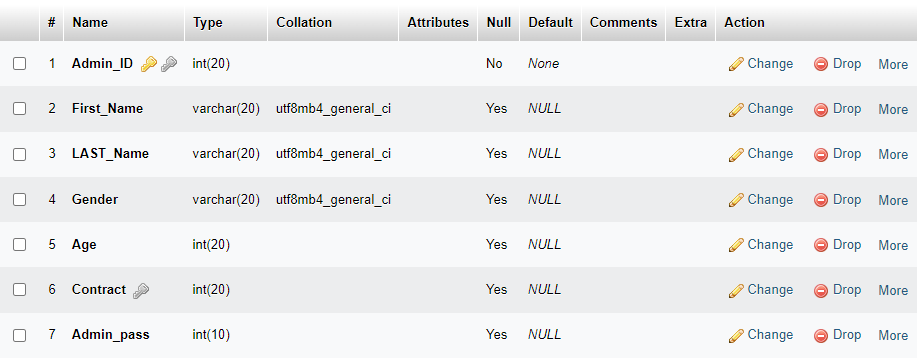 # Name Type Collation Attributes Null Default Comments Extra Action
1 Admin_ID int(20) No None Change Drop More
2 First_Name varchar(20) utf8mb4_general_ci Yes NULL Change Drop More
3 LAST_Name varchar(20) utf8mb4_general_ci Yes NULL Change Drop More
4 Gender varchar(20) utf8mb4_general_ci Yes NULL Change Drop More
5 Age int(20) Yes NULL Change Drop More
6 Contract int(20) Yes NULL Change Drop More
7 Admin_pass int(10) Yes NULL Change Drop More